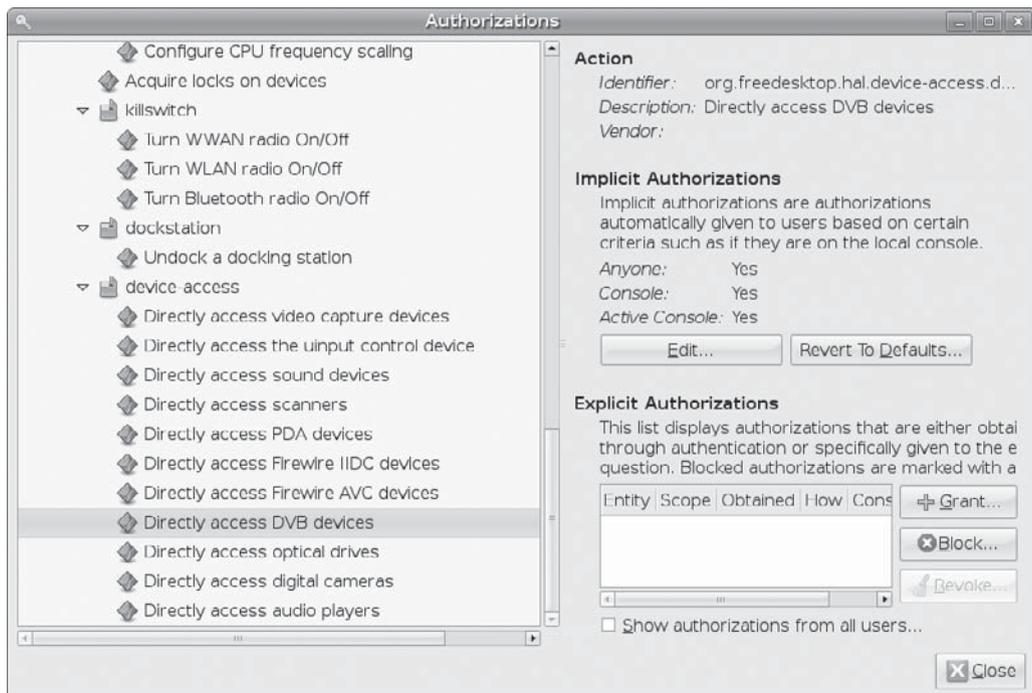 Authorizations
Configure CPU frequency scaling
Acquire locks on devices
killswitch
Turn WWAN radio On/Off
Turn WLAN radio On/Off
Turn Bluetooth radio On/Off
dockstation
Undock a docking station
device-access
Directly access video capture devices
Directly access the uinput control device
Directly access sound devices
Directly access scanners
Directly access PDA devices
Directly access Firewire IIDC devices
Directly access Firewire AVC devices
Directly access DVB devices
Directly access optical drives
Directly access digital cameras
Directly access audio players
Action
Identifier: org.freedesktop.hal.device-access.d...
Description: Directly access DVB devices
Vendor:
Implicit Authorizations
Implicit authorizations are authorizations
automatically given to users based on certain
criteria such as if they are on the local console.
Anyone: Yes
Console: Yes
Active Console: Yes
Edit... Revert To Defaults...
Explicit Authorizations
This list displays authorizations that are either obtai
through authentication or specifically given to the e
question. Blocked authorizations are marked with a
Entity Scope Obtained How Cons
Grant...
Block...
Revoke...
Show authorizations from all users...
Close